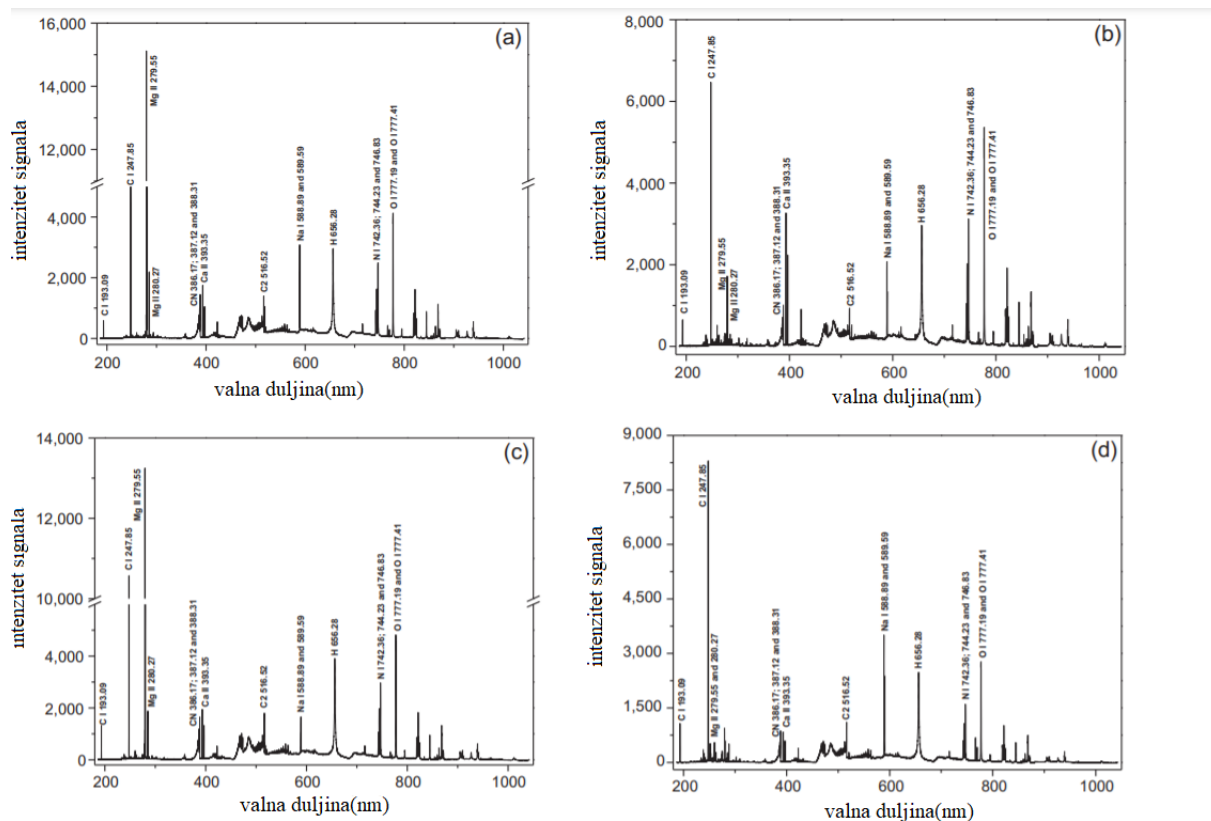 (a)
16,000
14,000
12,000
4,000
2,000
0
intenzitet signala
C I 193.09
C I 247.85
Mg II 279.55
Mg II 280.27
CN 386.17; 387.12 and 388.31
Ca II 393.35
C2 516.52
Na I 588.89 and 589.59
H 656.28
N I 742.36; 744.23 and 746.83
O I 777.19 and O I 777.41
200 400 600 800 1000
valna duljina(nm)
(b)
8,000
6,000
4,000
2,000
0
intenzitet signala
C I 193.09
C I 247.85
Mg II 279.55
Mg II 280.27
CN 386.17; 387.12 and 388.31
Ca II 393.35
C2 516.52
Na I 588.89 and 589.59
H 656.28
N I 742.36; 744.23 and 746.83
O I 777.19 and O I 777.41
200 400 600 800 1000
valna duljina(nm)
(c)
14,000
12,000
10,000
4,000
2,000
0
intenzitet signala
C I 193.09
C I 247.85
Mg II 279.55
Mg II 280.27
CN 386.17; 387.12 and 388.31
Ca II 393.35
C2 516.52
Na I 588.89 and 589.59
H 656.28
N I 742.36; 744.23 and 746.83
O I 777.19 and O I 777.41
200 400 600 800 1000
valna duljina(nm)
(d)
9,000
7,500
6,000
4,500
3,000
1,500
0
intenzitet signala
C I 193.09
C I 247.85
Mg II 279.55 and 280.27
CN 386.17; 387.12 and 388.31
Ca II 393.35
C2 516.52
Na I 588.89 and 589.59
H 656.28
N I 742.36; 744.23 and 746.83
O I 777.19 and O I 777.41
200 400 600 800 1000
valna duljina(nm)